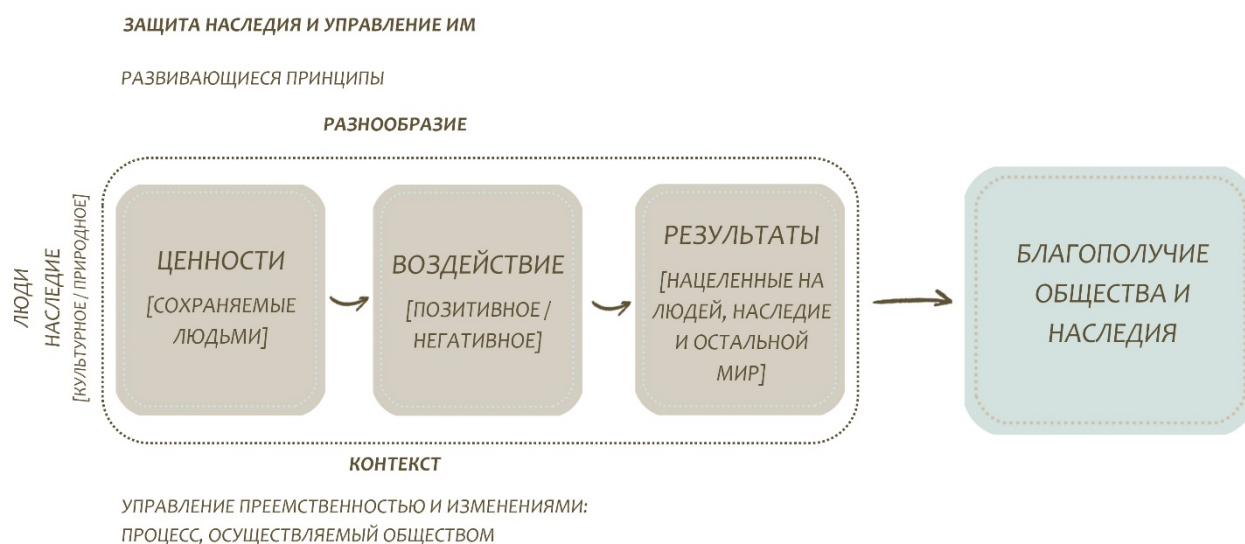 ЗАЩИТА НАСЛЕДИЯ И УПРАВЛЕНИЕ ИМ
РАЗВИВАЮЩИЕСЯ ПРИНЦИПЫ
РАЗНООБРАЗИЕ
ЛЮДИ
НАСЛЕДИЕ
[КУЛЬТУРНОЕ / ПРИРОДНОЕ]
ЦЕННОСТИ
[СОХРАНЯЕМЫЕ
ЛЮДЬМИ]
ВОЗДЕЙСТВИЕ
[ПОЗИТИВНОЕ /
НЕГАТИВНОЕ]
РЕЗУЛЬТАТЫ
[НАЦЕЛЕННЫЕ НА
ЛЮДЕЙ, НАСЛЕДИЕ
И ОСТАЛЬНОЙ
МИР]
БЛАГОПОЛУЧИЕ
ОБЩЕСТВА И
НАСЛЕДИЯ
КОНТЕКСТ
УПРАВЛЕНИЕ ПРЕЕМСТВЕННОСТЬЮ И ИЗМЕНЕНИЯМИ:
ПРОЦЕСС, ОСУЩЕСТВЛЯЕМЫЙ ОБЩЕСТВОМ